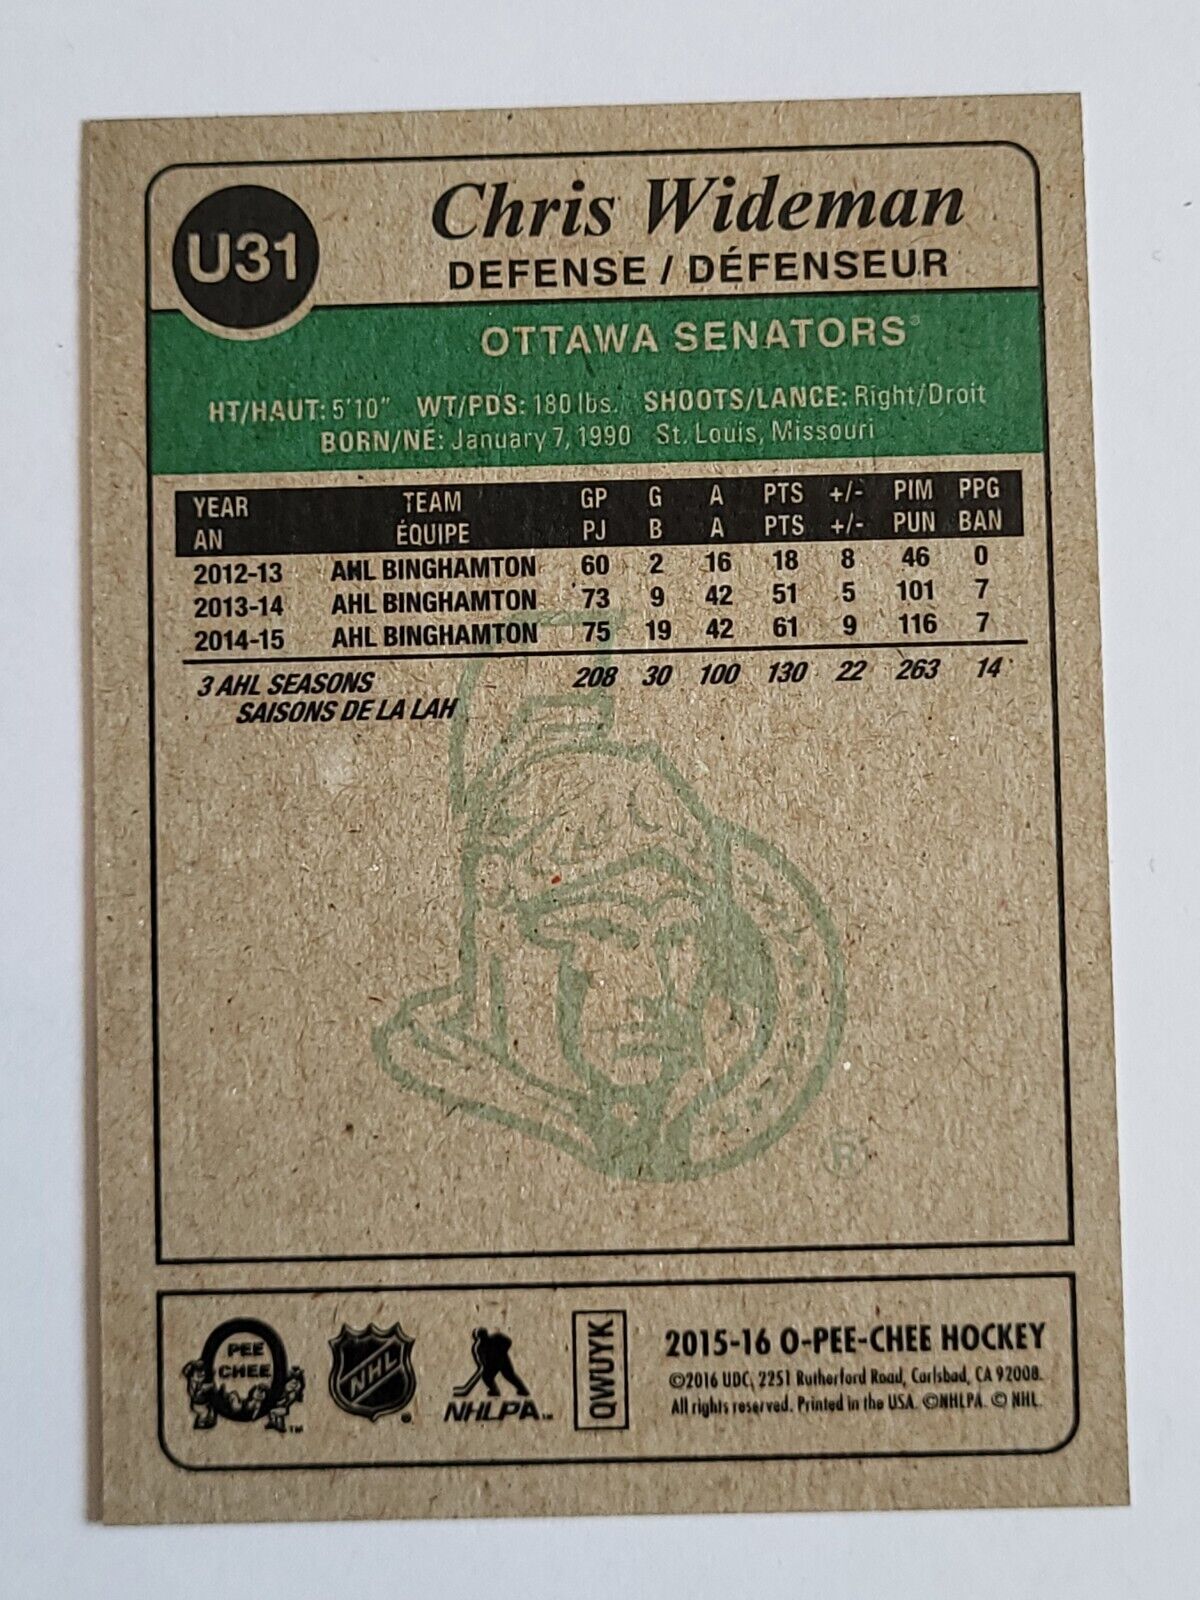 U31
Chris Wideman
DEFENSE / DÉFENSEUR
OTTAWA SENATORS®
HT/HAUT: 5'10" WT/PDS: 180 lbs. SHOOTS/LANCE: Right/Droit
BORN/NÉ: January 7, 1990 St. Louis, Missouri
YEAR TEAM GP G A PTS +/- PIM PPG
AN ÉQUIPE PJ B A PTS +/- PUN BAN
2012-13 AHL BINGHAMTON 60 2 16 18 8 46 0
2013-14 AHL BINGHAMTON 73 9 42 51 5 101 7
2014-15 AHL BINGHAMTON 75 19 42 61 9 116 7
3 AHL SEASONS 208 30 100 130 22 263 14
SAISONS DE LA LAH
®
O
PEE
CHEE
™
NHL
®
NHLPA™
QWUYK
2015-16 O-PEE-CHEE HOCKEY
©2016 UDC, 2251 Rutherford Road, Carlsbad, CA 92008.
All rights reserved. Printed in the USA. ©NHLPA. © NHL.